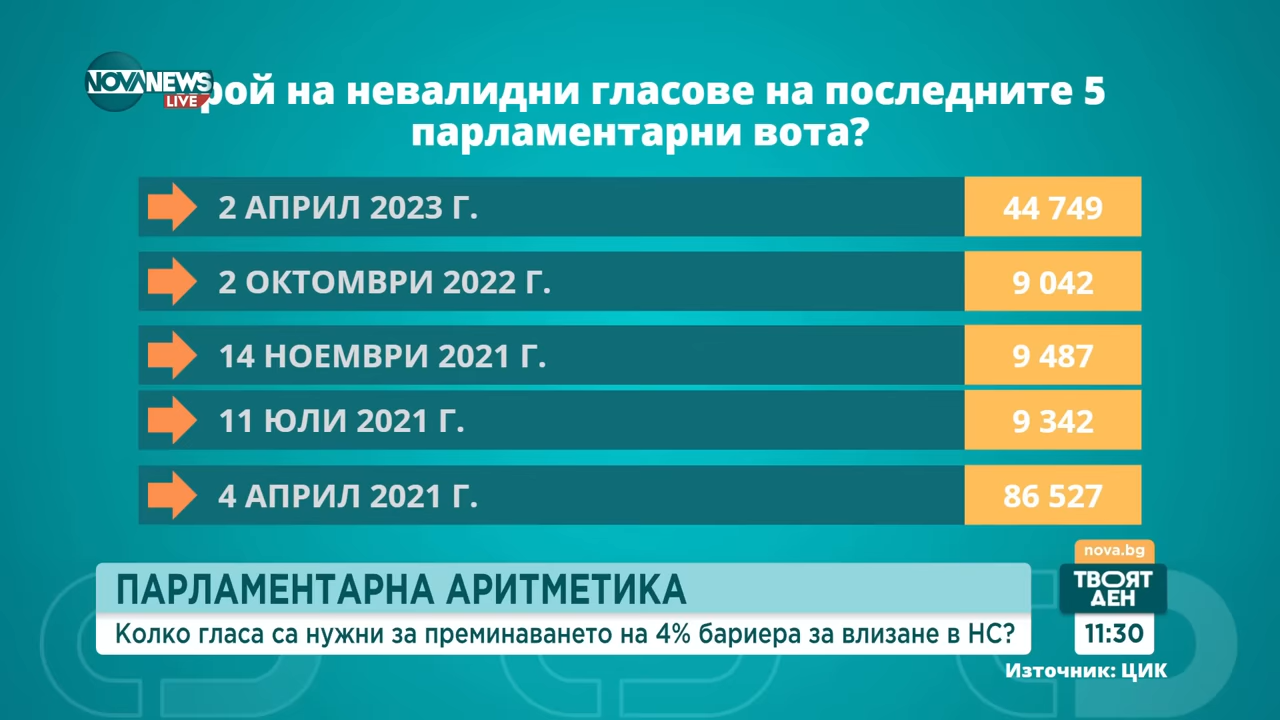 NOVANEWS
LIVE
рой на невалидни гласове на последните 5
парламентарни вота?
2 АПРИЛ 2023 Г. 44 749
2 ОКТОМВРИ 2022 Г. 9 042
14 НОЕМВРИ 2021 Г. 9 487
11 ЮЛИ 2021 Г. 9 342
4 АПРИЛ 2021 Г. 86 527
nova.bg
ПАРЛАМЕНТАРНА АРИТМЕТИКА
ТВОЯТ
ДЕН
Колко гласа са нужни за преминаването на 4% бариера за влизане в НС?
11:30
Източник: ЦИК